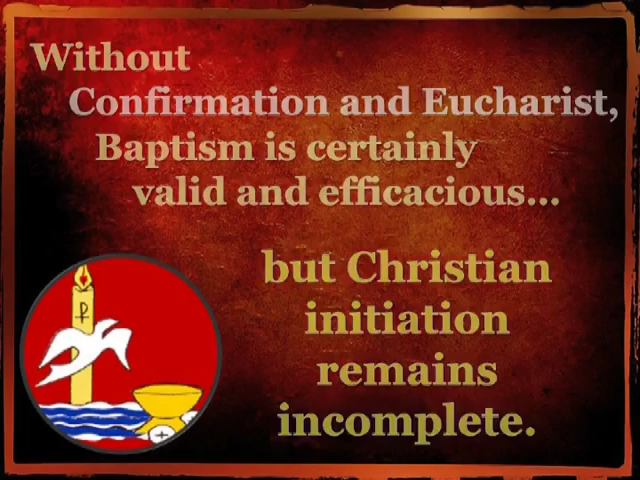 Without
Confirmation and Eucharist,
Baptism is certainly
valid and efficacious...
but Christian
initiation
remains
incomplete.